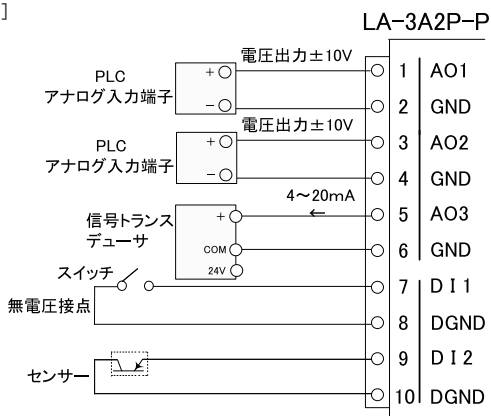 ]
LA-3A2P-P
電圧出力±10V
PLC
アナログ入力端子
+
-
1 AO1
2 GND
電圧出力±10V
PLC
アナログ入力端子
+
-
3 AO2
4 GND
4～20mA
←
信号トランス
デューサ
+
COM
24V
5 AO3
6 GND
スイッチ
無電圧接点
7 DI1
8 DGND
センサー
9 DI2
10 DGND